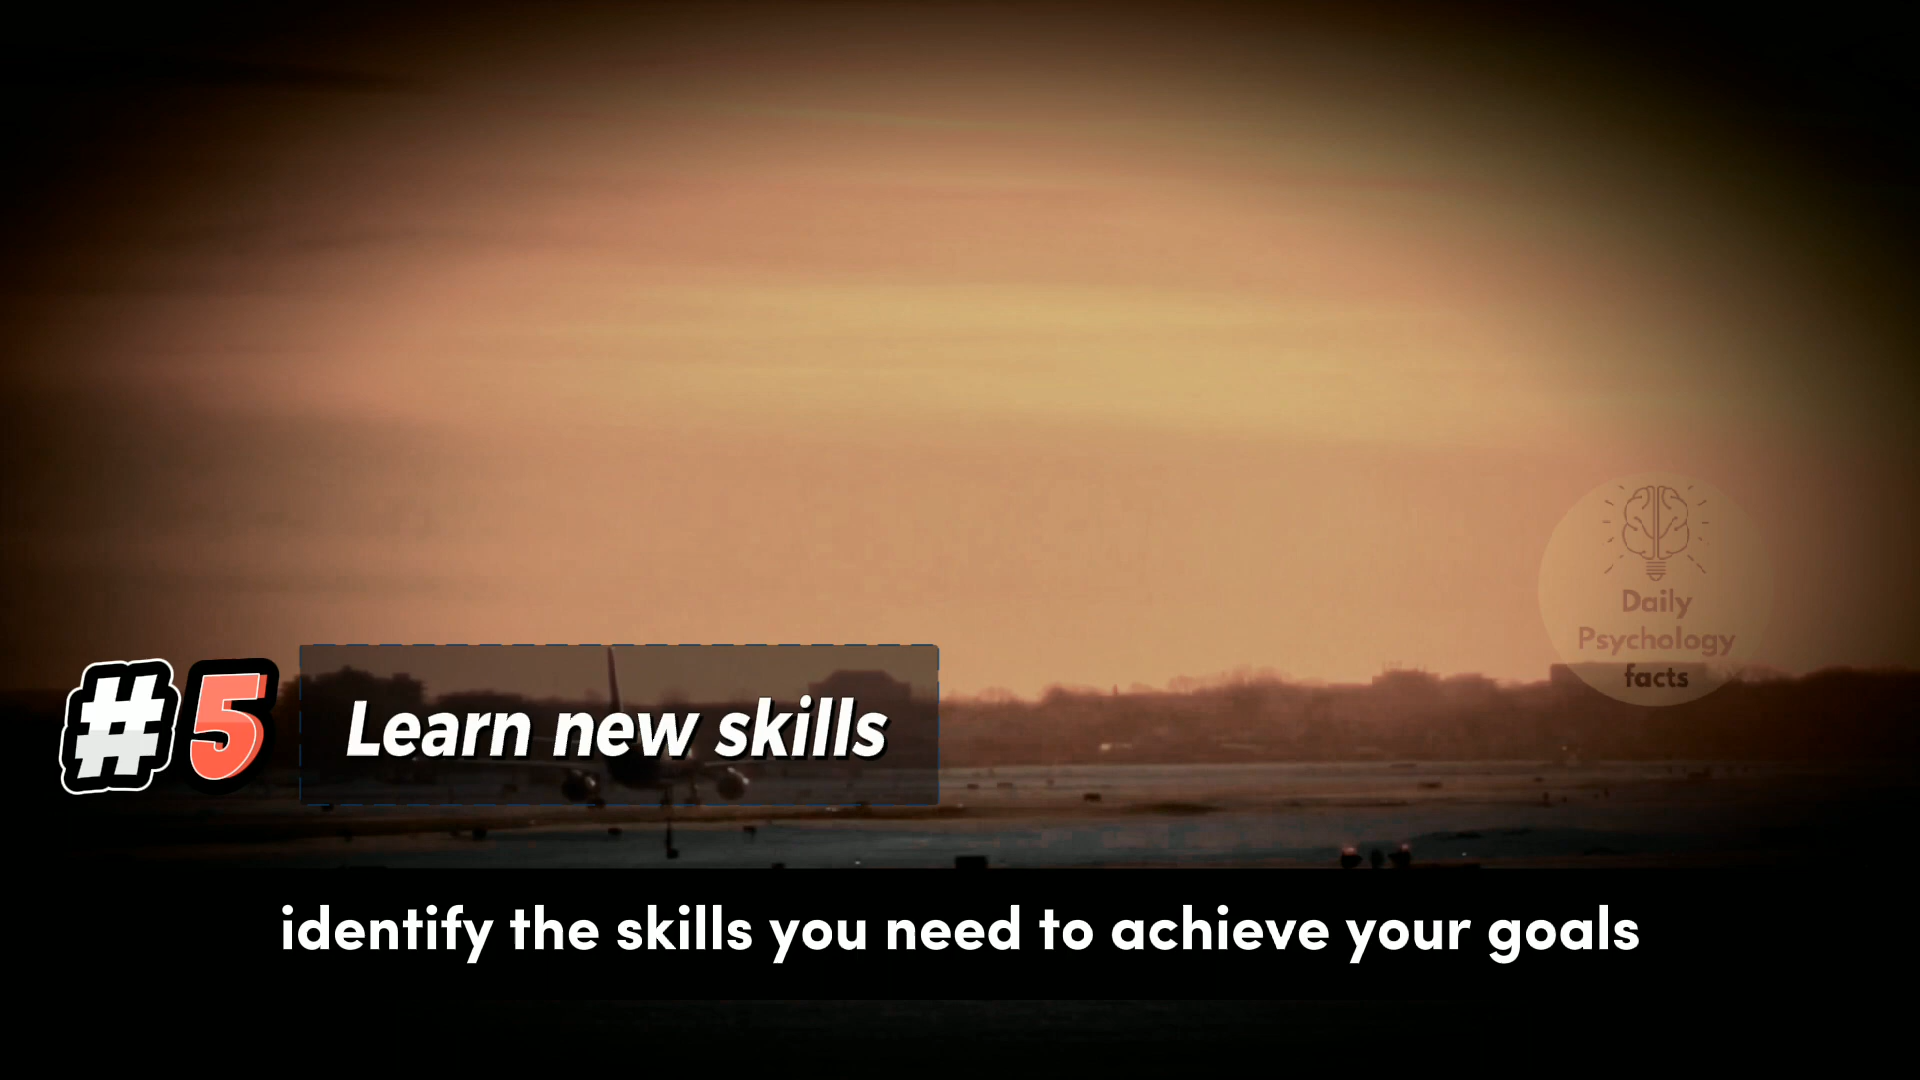 Daily
Psychology
facts
#5 Learn new skills
identify the skills you need to achieve your goals